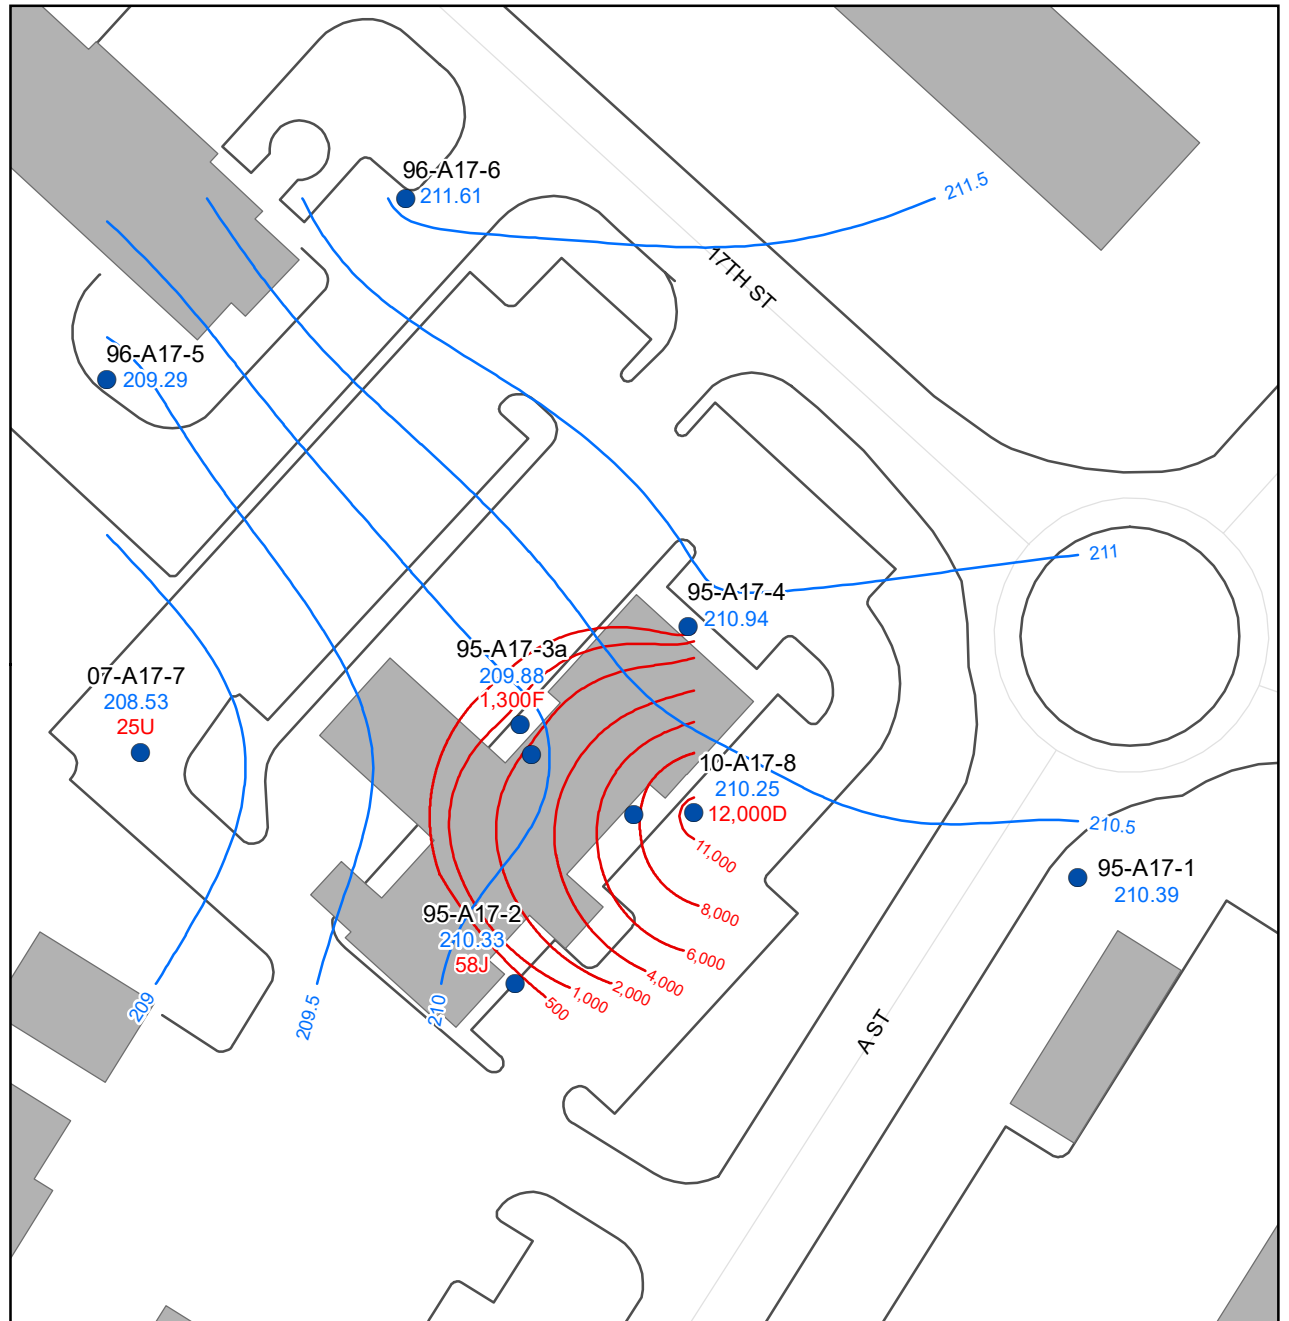 96-A17-6
211.61
211.5
17TH ST
96-A17-5
209.29
211
95-A17-4
210.94
95-A17-3a
209.88
1,300F
07-A17-7
208.53
25U
10-A17-8
210.25
12,000D
210.5
11,000
95-A17-1
210.39
8,000
95-A17-2
210.33
58J
6,000
4,000
2,000
1,000
500
209
209.5
210
A ST